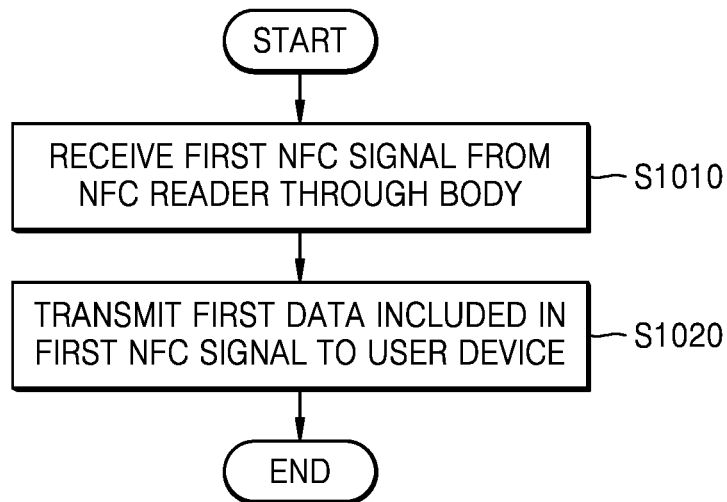 START
RECEIVE FIRST NFC SIGNAL FROM
NFC READER THROUGH BODY
S1010
TRANSMIT FIRST DATA INCLUDED IN
FIRST NFC SIGNAL TO USER DEVICE
S1020
END